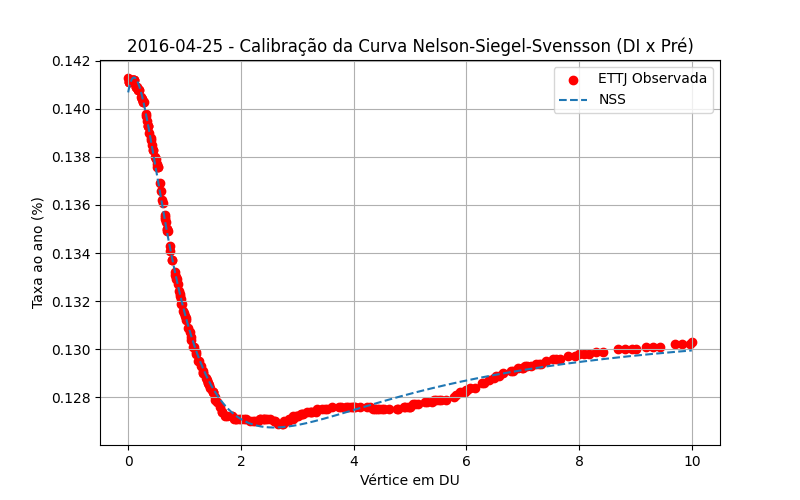 2016-04-25 - Calibração da Curva Nelson-Siegel-Svensson (DI x Pré)
ETTJ Observada
NSS
Taxa ao ano (%)
0.142
0.140
0.138
0.136
0.134
0.132
0.130
0.128
0
2
4
6
8
10
Vértice em DU